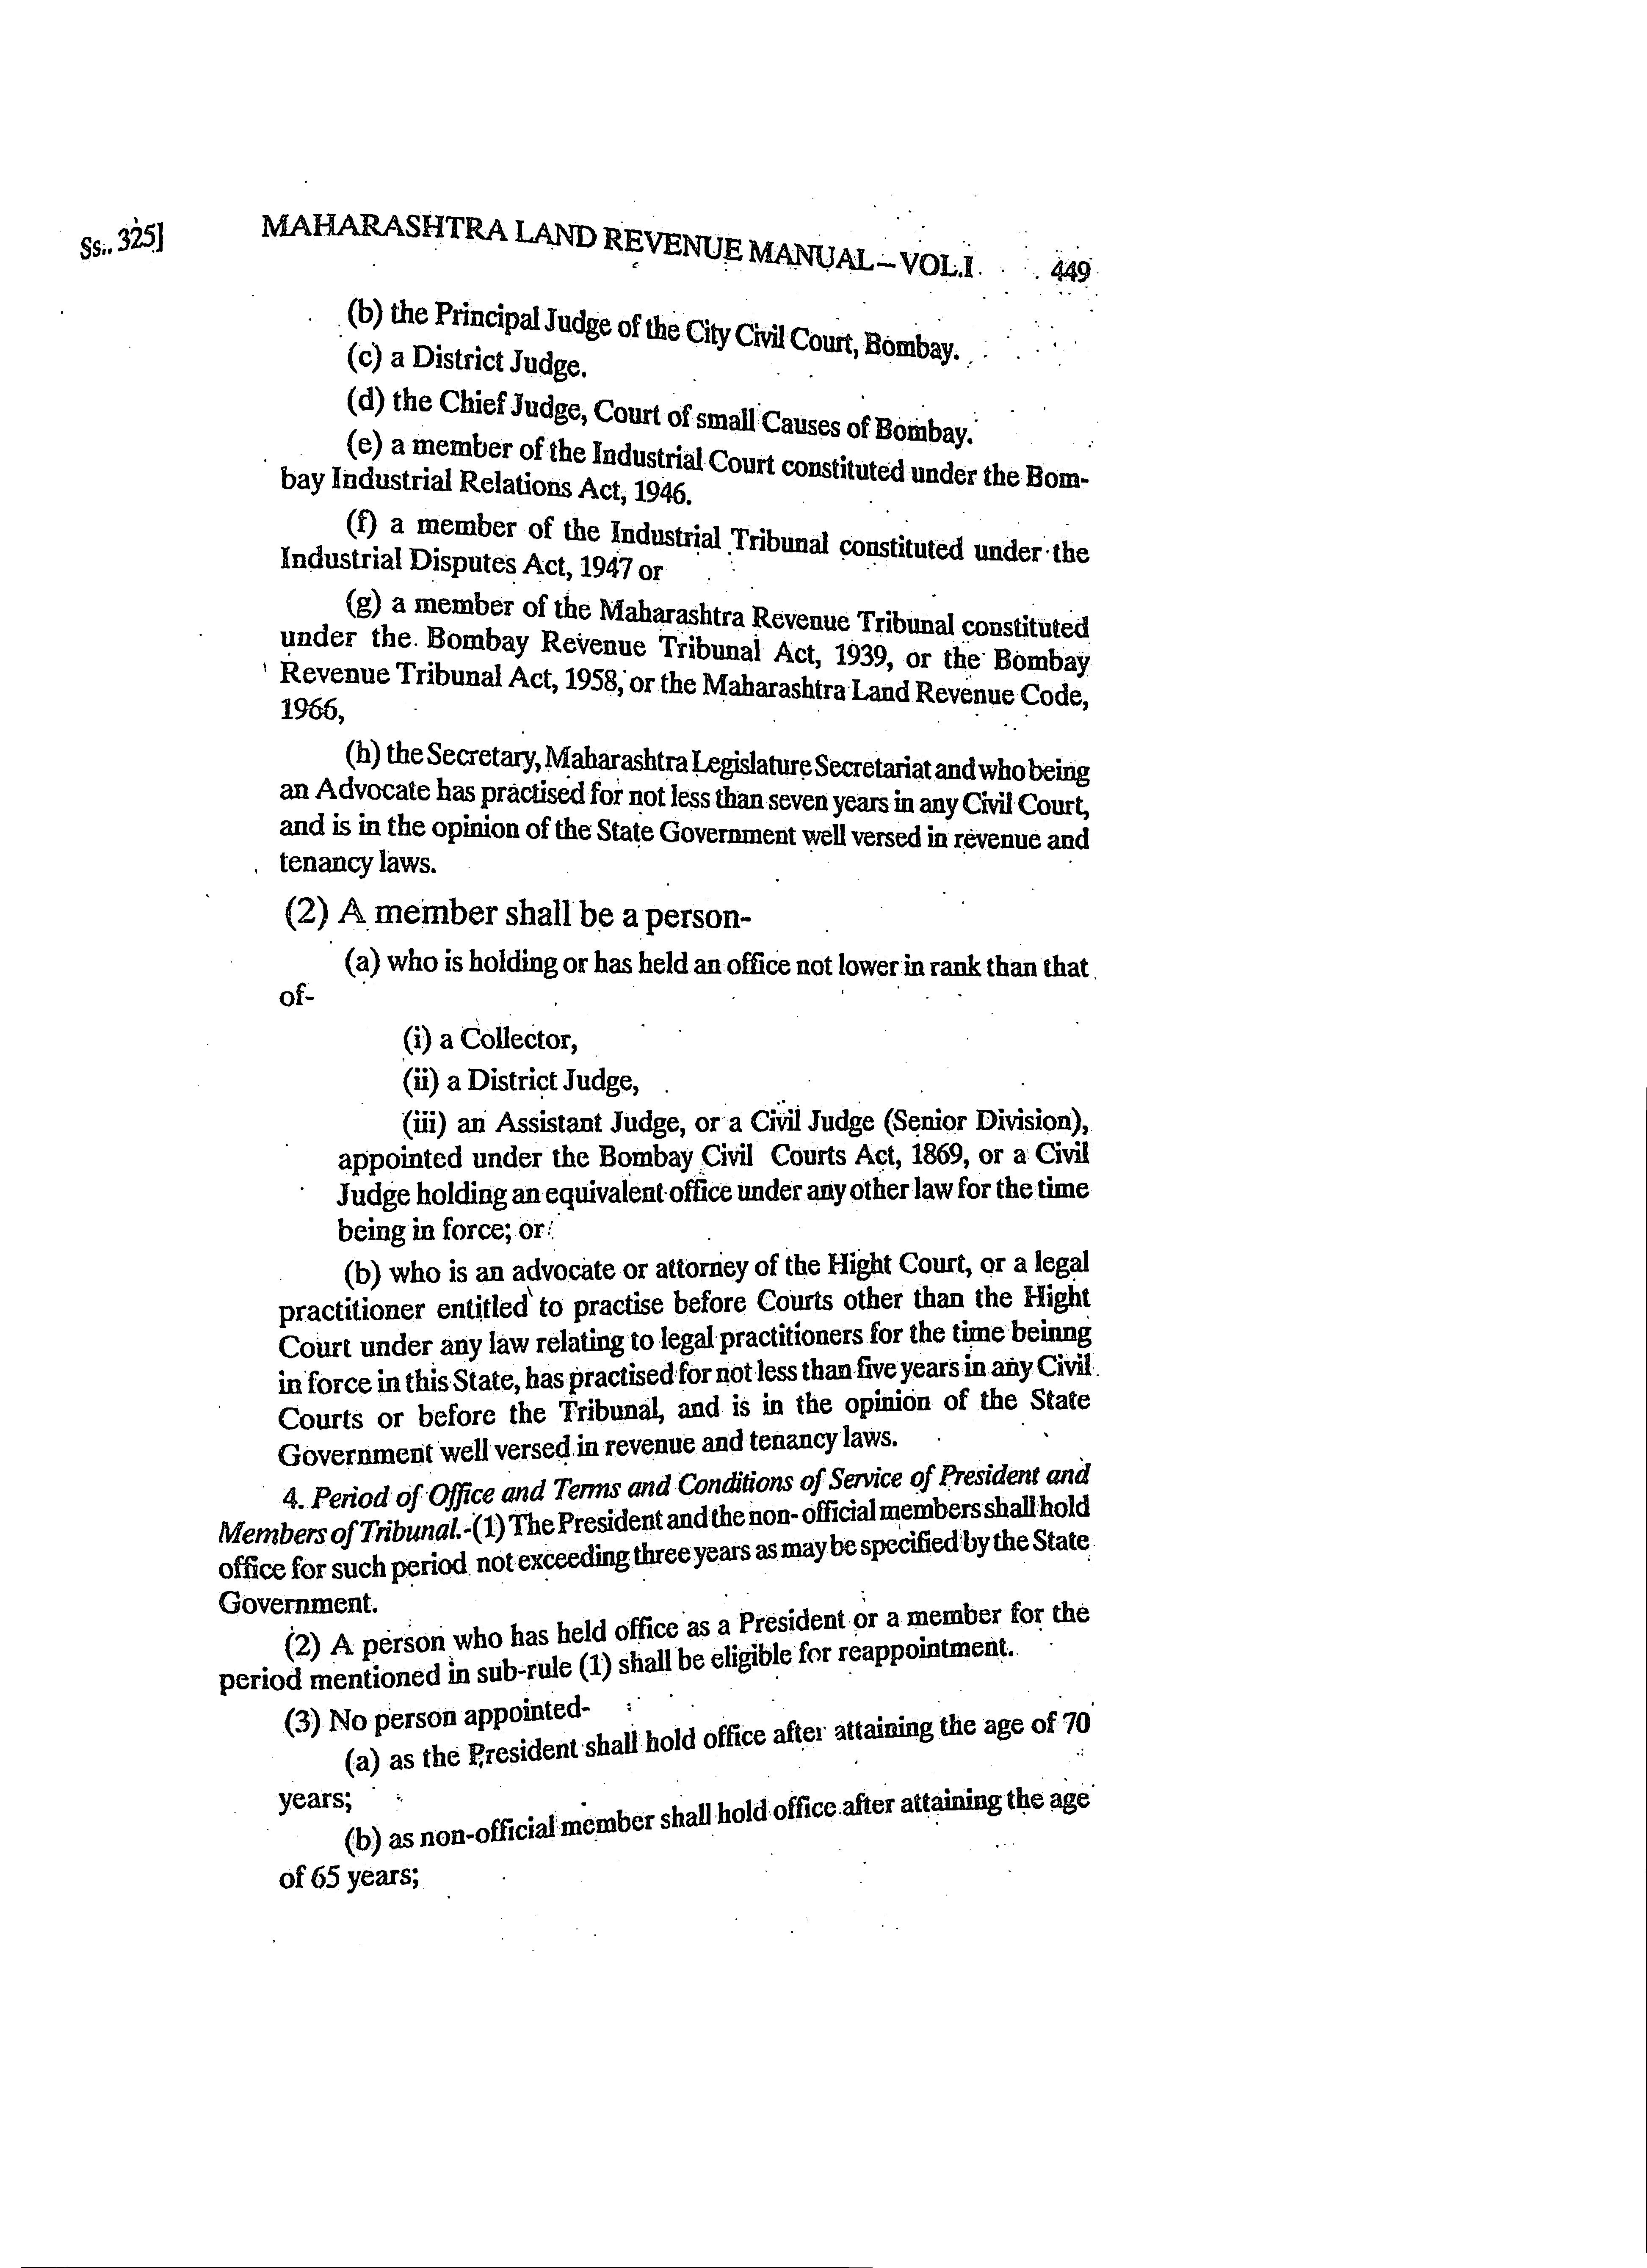 Ss.. 325]
MAHARASHTRA LAND REVENUE MANUAL – VOL.I
449
(b) the Principal Judge of the City Civil Court, Bombay.
(c) a District Judge.
(d) the Chief Judge, Court of small Causes of Bombay.
(e) a member of the Industrial Court constituted under the Bom-
bay Industrial Relations Act, 1946.
(f) a member of the Industrial Tribunal constituted under the
Industrial Disputes Act, 1947 or
(g) a member of the Maharashtra Revenue Tribunal constituted
under the Bombay Revenue Tribunal Act, 1939, or the Bombay
Revenue Tribunal Act, 1958, or the Maharashtra Land Revenue Code,
1966,
(h) the Secretary, Maharashtra Legislature Secretariat and who being
an Advocate has practised for not less than seven years in any Civil Court,
and is in the opinion of the State Government well versed in revenue and
tenancy laws.
(2) A member shall be a person-
(a) who is holding or has held an office not lower in rank than that
of-
(i) a Collector,
(ii) a District Judge,
(iii) an Assistant Judge, or a Civil Judge (Senior Division),
appointed under the Bombay Civil Courts Act, 1869, or a Civil
Judge holding an equivalent office under any other law for the time
being in force; or
(b) who is an advocate or attorney of the Hight Court, or a legal
practitioner entitled to practise before Courts other than the Hight
Court under any law relating to legal practitioners for the time beinng
in force in this State, has practised for not less than five years in any Civil
Courts or before the Tribunal, and is in the opinion of the State
Government well versed in revenue and tenancy laws.
4. Period of Office and Terms and Conditions of Service of President and
Members of Tribunal.-(1) The President and the non-official members shall hold
office for such period not exceeding three years as may be specified by the State
Government.
(2) A person who has held office as a President or a member for the
period mentioned in sub-rule (1) shall be eligible for reappointment.
(3) No person appointed-
(a) as the President shall hold office after attaining the age of 70
years;
(b) as non-official member shall hold office after attaining the age
of 65 years;